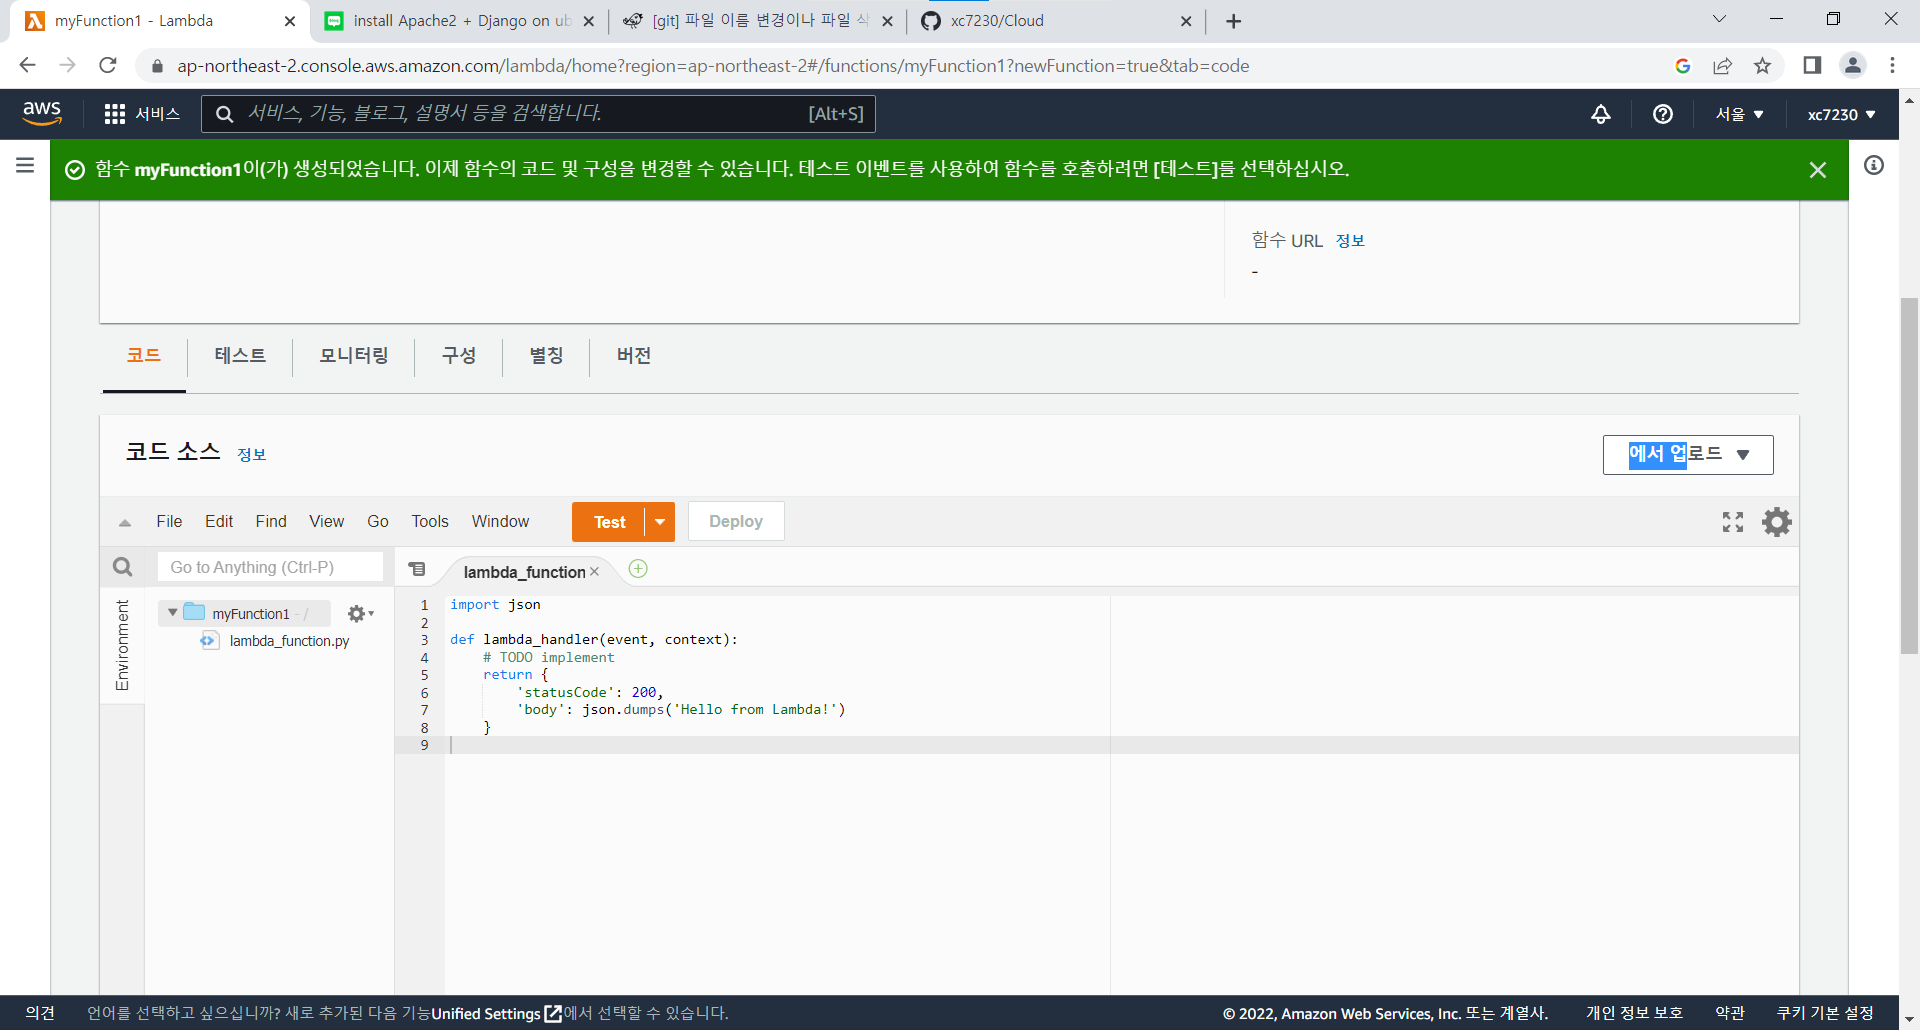 myFunction1 - Lambda
install Apache2 + Django on ub
[git] 파일 이름 변경이나 파일 삭
xc7230/Cloud
ap-northeast-2.console.aws.amazon.com/lambda/home?region=ap-northeast-2#/functions/myFunction1?newFunction=true&tab=code
aws
서비스
서비스, 기능, 블로그, 설명서 등을 검색합니다.
[Alt+S]
서울
xc7230
함수 myFunction1이(가) 생성되었습니다. 이제 함수의 코드 및 구성을 변경할 수 있습니다. 테스트 이벤트를 사용하여 함수를 호출하려면 [테스트]를 선택하십시오.
함수 URL 정보
-
코드
테스트
모니터링
구성
별칭
버전
코드 소스 정보
에서 업로드
File Edit Find View Go Tools Window
Test
Deploy
Go to Anything (Ctrl-P)
lambda_function
Environment
myFunction1 - /
lambda_function.py
1 import json
2
3 def lambda_handler(event, context):
4 # TODO implement
5 return {
6 'statusCode': 200,
7 'body': json.dumps('Hello from Lambda!')
8 }
9
의견
언어를 선택하고 싶으십니까? 새로 추가된 다음 기능Unified Settings에서 선택할 수 있습니다.
© 2022, Amazon Web Services, Inc. 또는 계열사.
개인 정보 보호
약관
쿠키 기본 설정